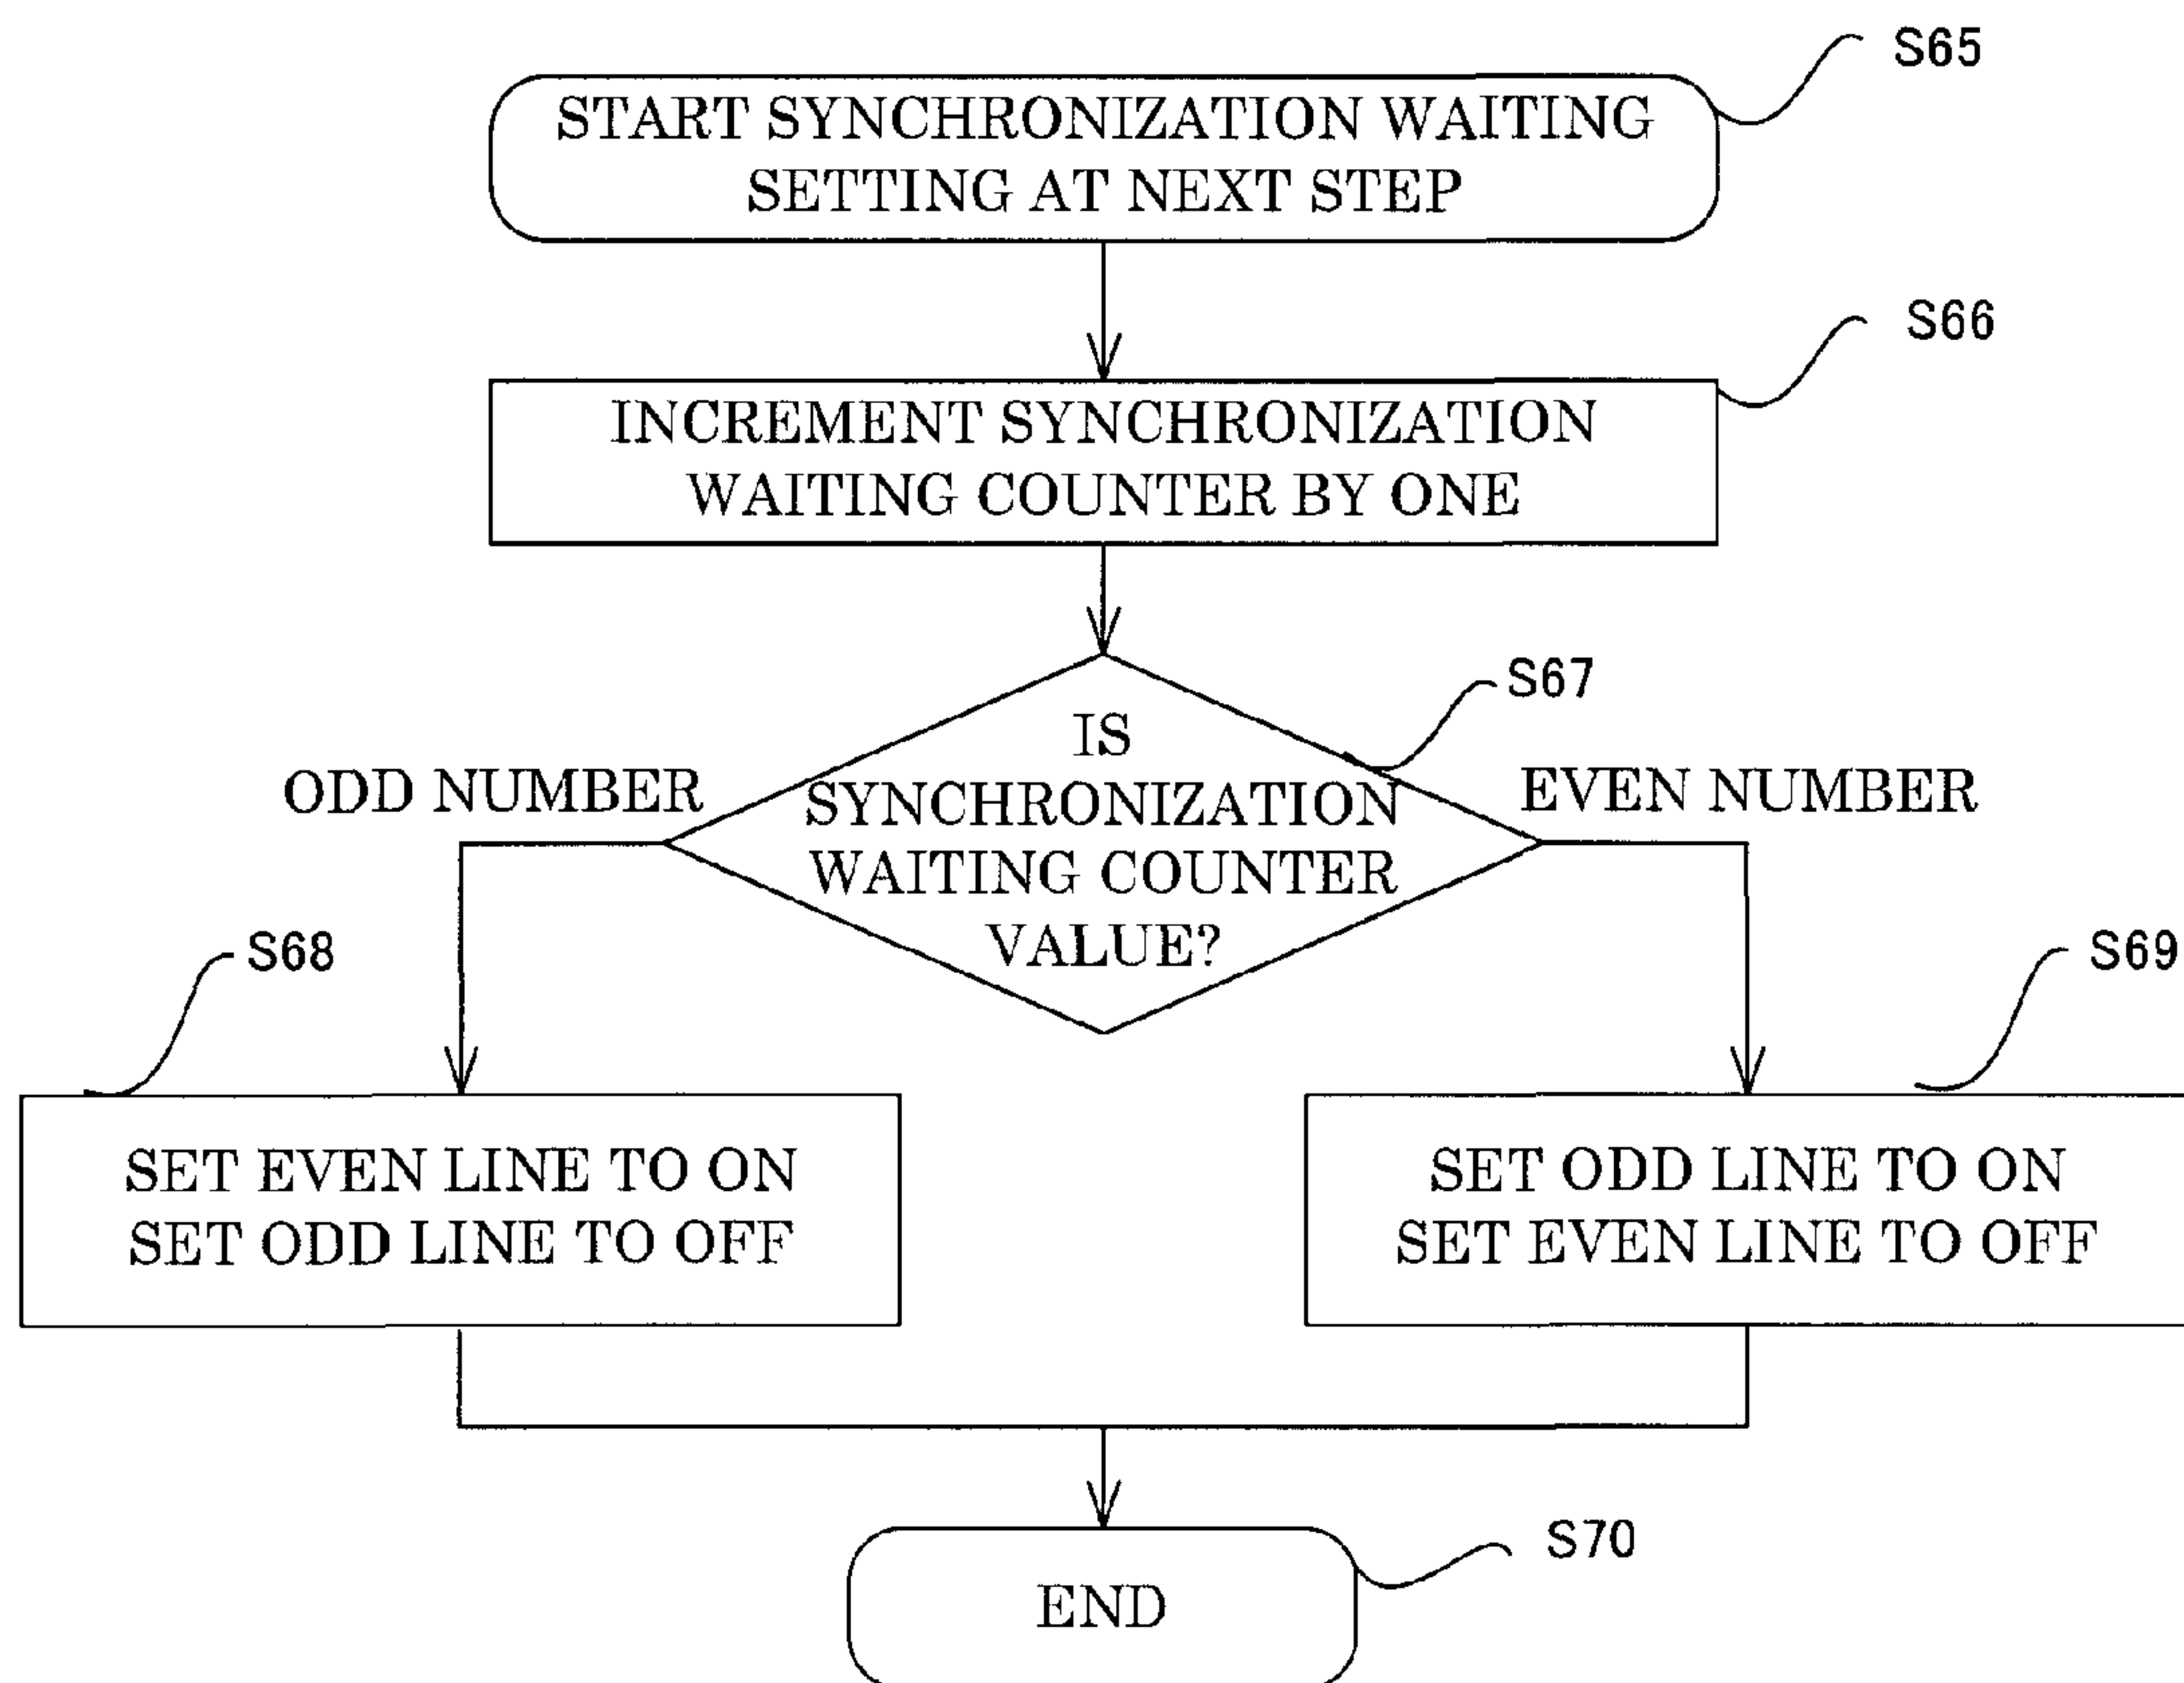 S65
START SYNCHRONIZATION WAITING
SETTING AT NEXT STEP
S66
INCREMENT SYNCHRONIZATION
WAITING COUNTER BY ONE
S67
IS
SYNCHRONIZATION
WAITING COUNTER
VALUE?
ODD NUMBER
EVEN NUMBER
S68
SET EVEN LINE TO ON
SET ODD LINE TO OFF
S69
SET ODD LINE TO ON
SET EVEN LINE TO OFF
S70
END